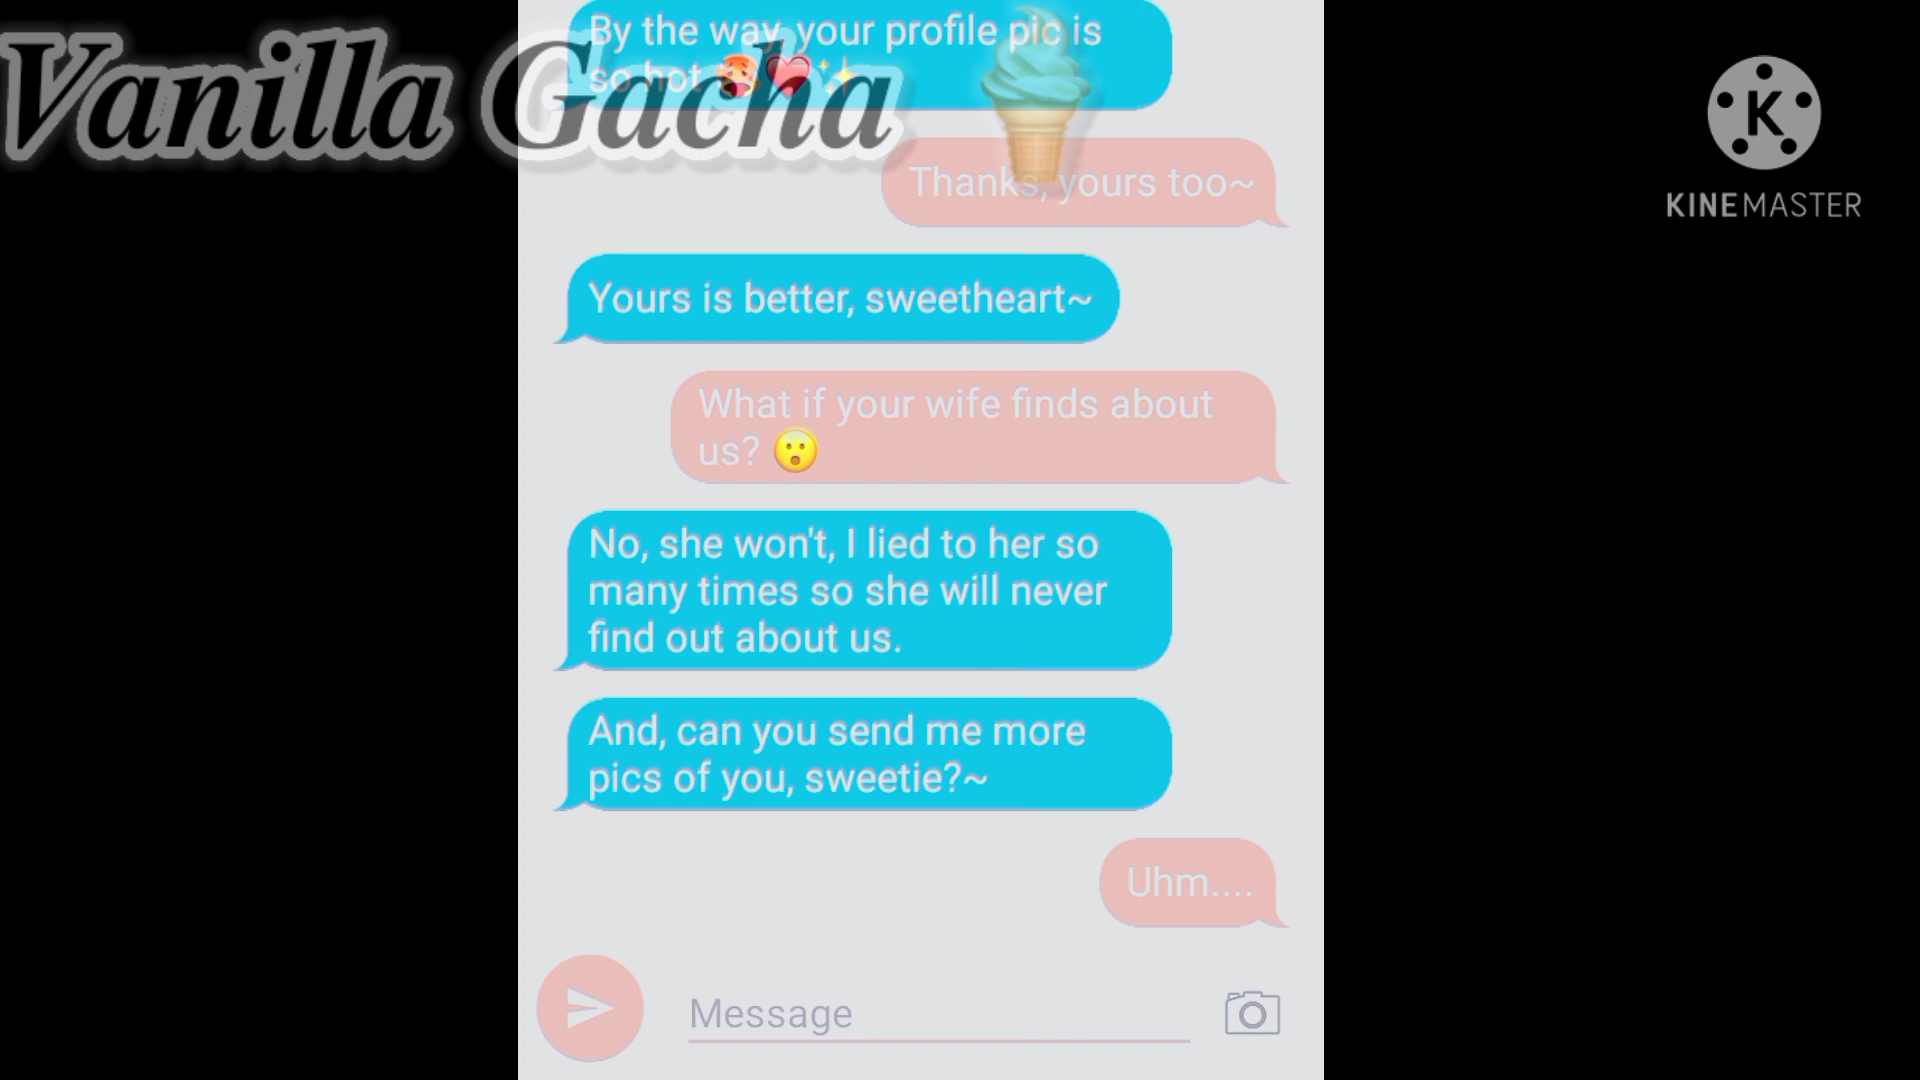 By the way your profile pic is
so hot 🥵❤️✨
Vanilla Gacha
🍦
K
KINEMASTER
Thanks, yours too~
Yours is better, sweetheart~
What if your wife finds about
us? 😮
No, she won't, I lied to her so
many times so she will never
find out about us.
And, can you send me more
pics of you, sweetie?~
Uhm....
Message